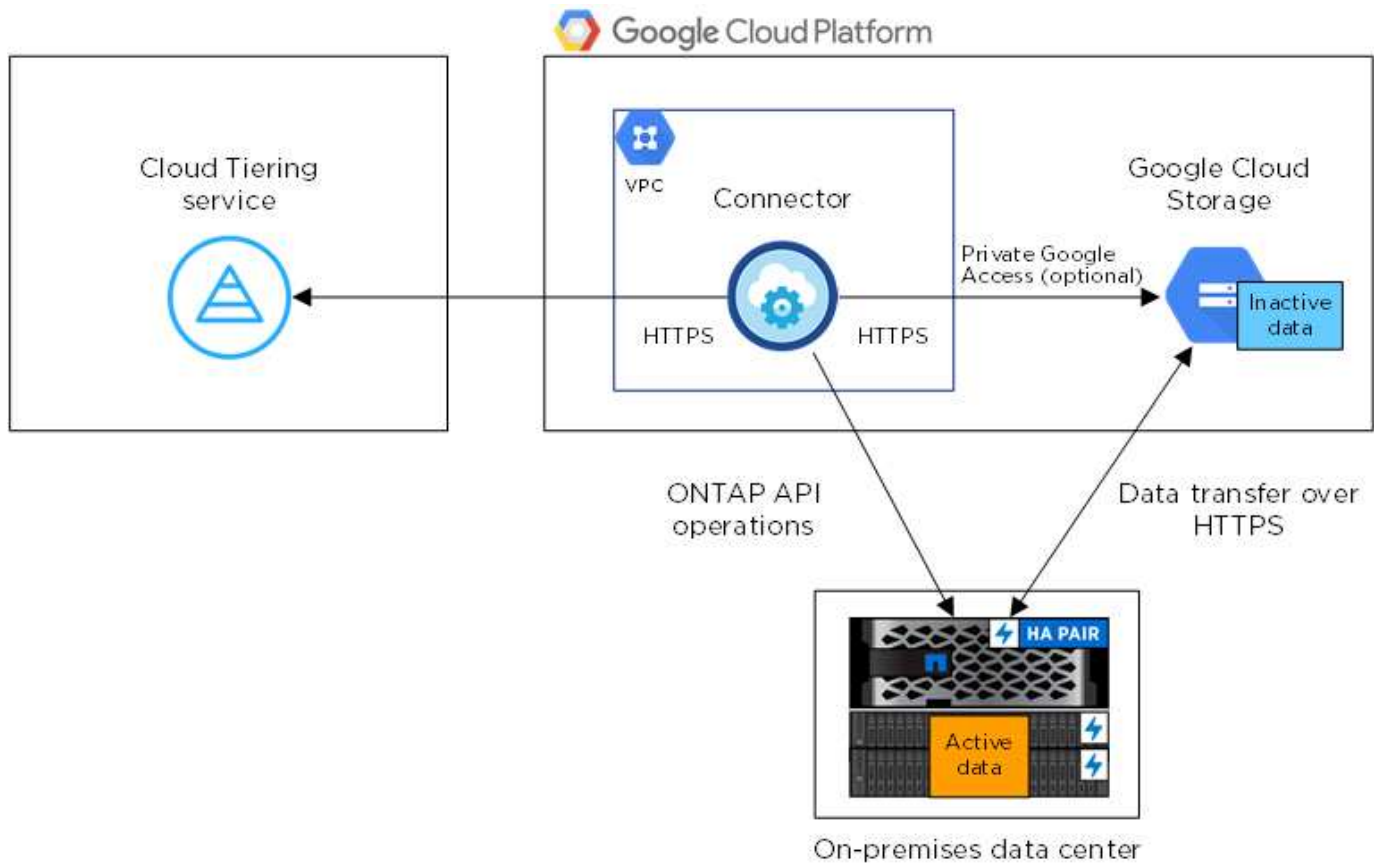 Google Cloud Platform
Cloud Tiering
service
VPC
Connector
Google Cloud
Storage
Private Google
Access (optional)
Inactive
data
HTTPS
HTTPS
ONTAP API
operations
Data transfer over
HTTPS
HA PAIR
Active
data
On-premises data center